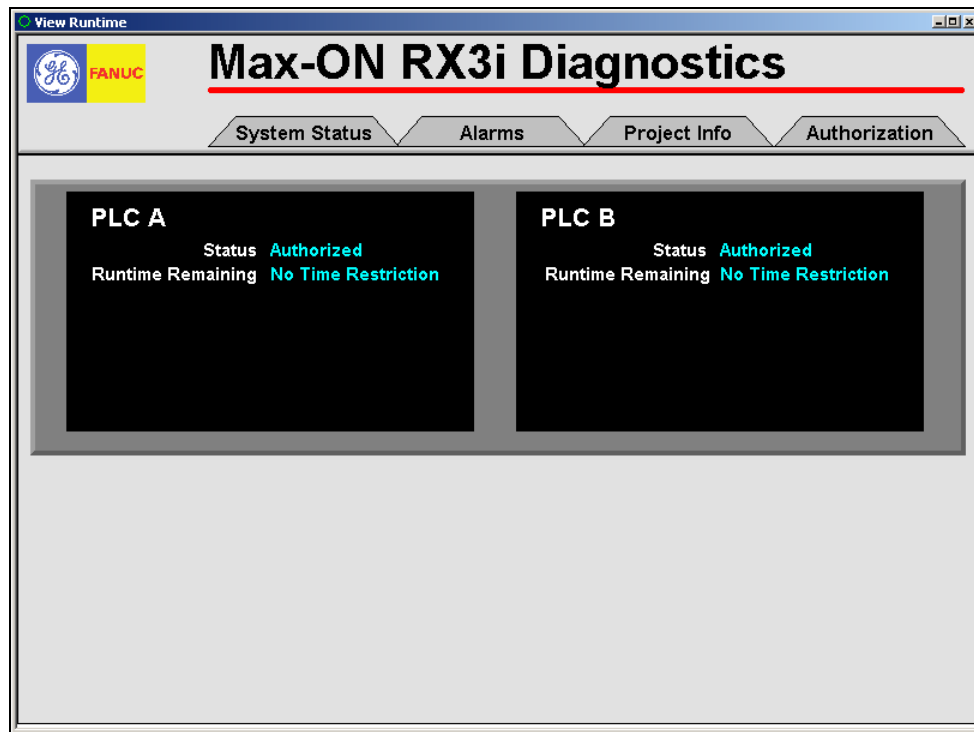 View Runtime
GE FANUC
Max-ON RX3i Diagnostics
System Status Alarms Project Info Authorization
PLC A
Status Authorized
Runtime Remaining No Time Restriction
PLC B
Status Authorized
Runtime Remaining No Time Restriction